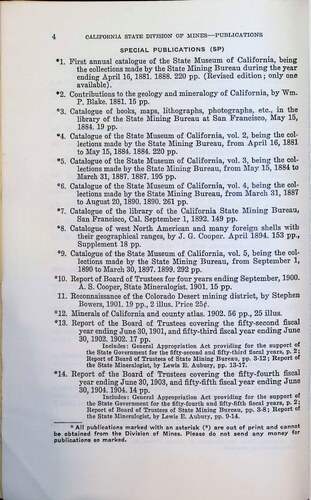 4 CALIFORNIA STATE DIVISION OF MINES—PUBLICATIONS
SPECIAL PUBLICATIONS (SP)
*1. First annual catalogue of the State Museum of California, being
the collections made by the State Mining Bureau during the year
ending April 16, 1881. 1888. 220 pp. (Revised edition; only one
available).
*2. Contributions to the geology and mineralogy of California, by Wm.
P. Blake. 1881. 15 pp.
*3. Catalogue of books, maps, lithographs, photographs, etc., in the
library of the State Mining Bureau at San Francisco, May 15,
1884. 19 pp.
*4. Catalogue of the State Museum of California, vol. 2, being the col-
lections made by the State Mining Bureau, from April 16, 1881
to May 15, 1884. 1884. 220 pp.
*5. Catalogue of the State Museum of California, vol. 3, being the col-
lections made by the State Mining Bureau, from May 15, 1884 to
March 31, 1887. 1887. 195 pp.
*6. Catalogue of the State Museum of California, vol. 4, being the col-
lections made by the State Mining Bureau, from March 31, 1887
to August 20, 1890. 1890. 261 pp.
*7. Catalogue of the library of the California State Mining Bureau,
San Francisco, Cal. September 1, 1892. 149 pp.
*8. Catalogue of west North American and many foreign shells with
their geographical ranges, by J. G. Cooper. April 1894. 153 pp.,
Supplement 18 pp.
*9. Catalogue of the State Museum of California, vol. 5, being the col-
lections made by the State Mining Bureau, from September 1,
1890 to March 30, 1897. 1899. 292 pp.
*10. Report of Board of Trustees for four years ending September, 1900.
A. S. Cooper, State Mineralogist. 1901. 15 pp.
11. Reconnaissance of the Colorado Desert mining district, by Stephen
Bowers, 1901. 19 pp., 2 illus. Price 25¢.
*12. Minerals of California and county atlas. 1902. 56 pp., 25 illus.
*13. Report of the Board of Trustees covering the fifty-second fiscal
year ending June 30, 1901, and fifty-third fiscal year ending June
30, 1902. 1902. 17 pp.
Includes: General Appropriation Act providing for the support of
the State Government for the fifty-second and fifty-third fiscal years, p. 2;
Report of Board of Trustees of State Mining Bureau, pp. 3-12; Report of
the State Mineralogist, by Lewis E. Aubury, pp. 13-17.
*14. Report of the Board of Trustees covering the fifty-fourth fiscal
year ending June 30, 1903, and fifty-fifth fiscal year ending June
30, 1904. 1904. 14 pp.
Includes: General Appropriation Act providing for the support of
the State Government for the fifty-fourth and fifty-fifth fiscal years, p. 2;
Report of Board of Trustees of State Mining Bureau, pp. 3-8; Report of
the State Mineralogist, by Lewis E. Aubury, pp. 9-14.
* All publications marked with an asterisk (*) are out of print and cannot
be obtained from the Division of Mines. Please do not send any money for
publications so marked.